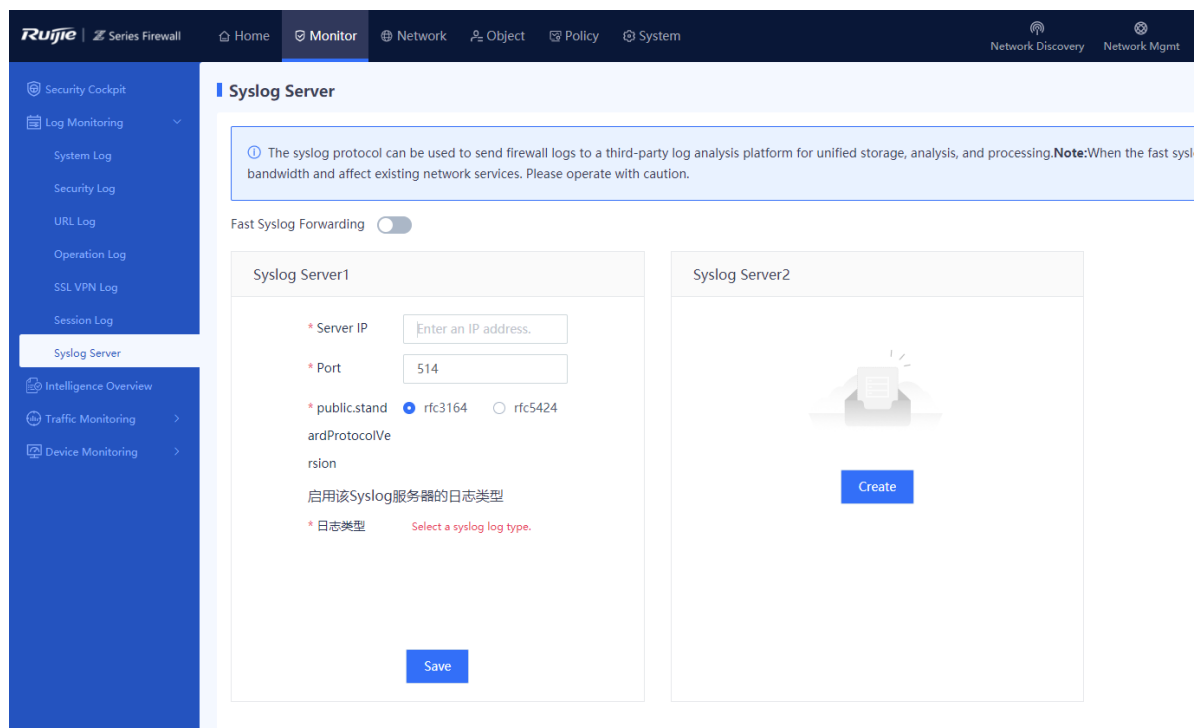 Ruijie | Z Series Firewall
Home
Monitor
Network
Object
Policy
System
Network Discovery
Network Mgmt
Security Cockpit
Log Monitoring
System Log
Security Log
URL Log
Operation Log
SSL VPN Log
Session Log
Syslog Server
Intelligence Overview
Traffic Monitoring
Device Monitoring
Syslog Server
The syslog protocol can be used to send firewall logs to a third-party log analysis platform for unified storage, analysis, and processing.Note:When the fast sysl
bandwidth and affect existing network services. Please operate with caution.
Fast Syslog Forwarding
Syslog Server1
* Server IP
Enter an IP address.
* Port
514
* public.stand
ardProtocolVe
rsion
rfc3164
rfc5424
启用该Syslog服务器的日志类型
* 日志类型
Select a syslog log type.
Save
Syslog Server2
Create